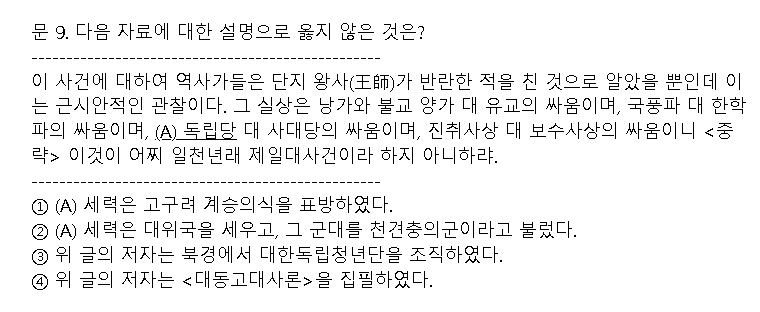 문 9. 다음 자료에 대한 설명으로 옳지 않은 것은?
--------------------------------------------------
이 사건에 대하여 역사가들은 단지 왕사(王師)가 반란한 적을 친 것으로 알았을 뿐인데 이
는 근시안적인 관찰이다. 그 실상은 낭가와 불교 양가 대 유교의 싸움이며, 국풍파 대 한학
파의 싸움이며, (A) 독립당 대 사대당의 싸움이며, 진취사상 대 보수사상의 싸움이니 <중
략> 이것이 어찌 일천년래 제일대사건이라 하지 아니하랴.
--------------------------------------------------
① (A) 세력은 고구려 계승의식을 표방하였다.
② (A) 세력은 대위국을 세우고, 그 군대를 천견충의군이라고 불렀다.
③ 위 글의 저자는 북경에서 대한독립청년단을 조직하였다.
④ 위 글의 저자는 <대동고대사론>을 집필하였다.